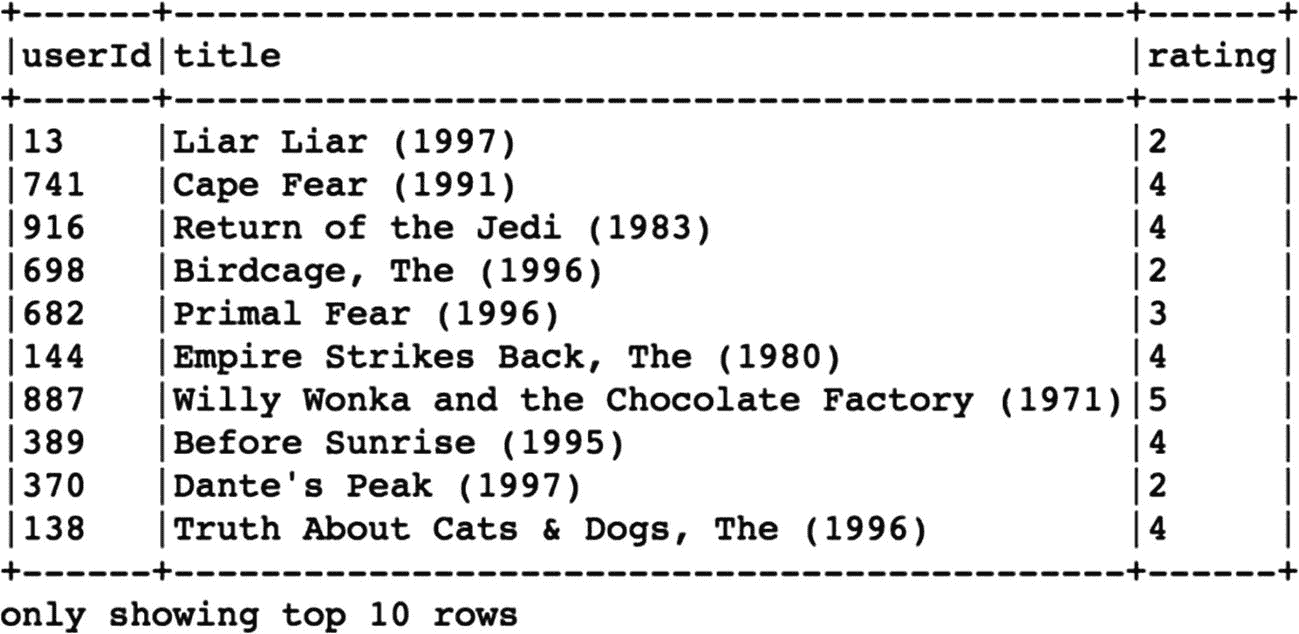 +------+--------------------------------------------+------+
|userId|title                                       |rating|
+------+--------------------------------------------+------+
|13    |Liar Liar (1997)                            |2     |
|741   |Cape Fear (1991)                            |4     |
|916   |Return of the Jedi (1983)                   |4     |
|698   |Birdcage, The (1996)                        |2     |
|682   |Primal Fear (1996)                          |3     |
|144   |Empire Strikes Back, The (1980)             |4     |
|887   |Willy Wonka and the Chocolate Factory (1971)|5     |
|389   |Before Sunrise (1995)                       |4     |
|370   |Dante's Peak (1997)                         |2     |
|138   |Truth About Cats & Dogs, The (1996)         |4     |
+------+--------------------------------------------+------+
only showing top 10 rows